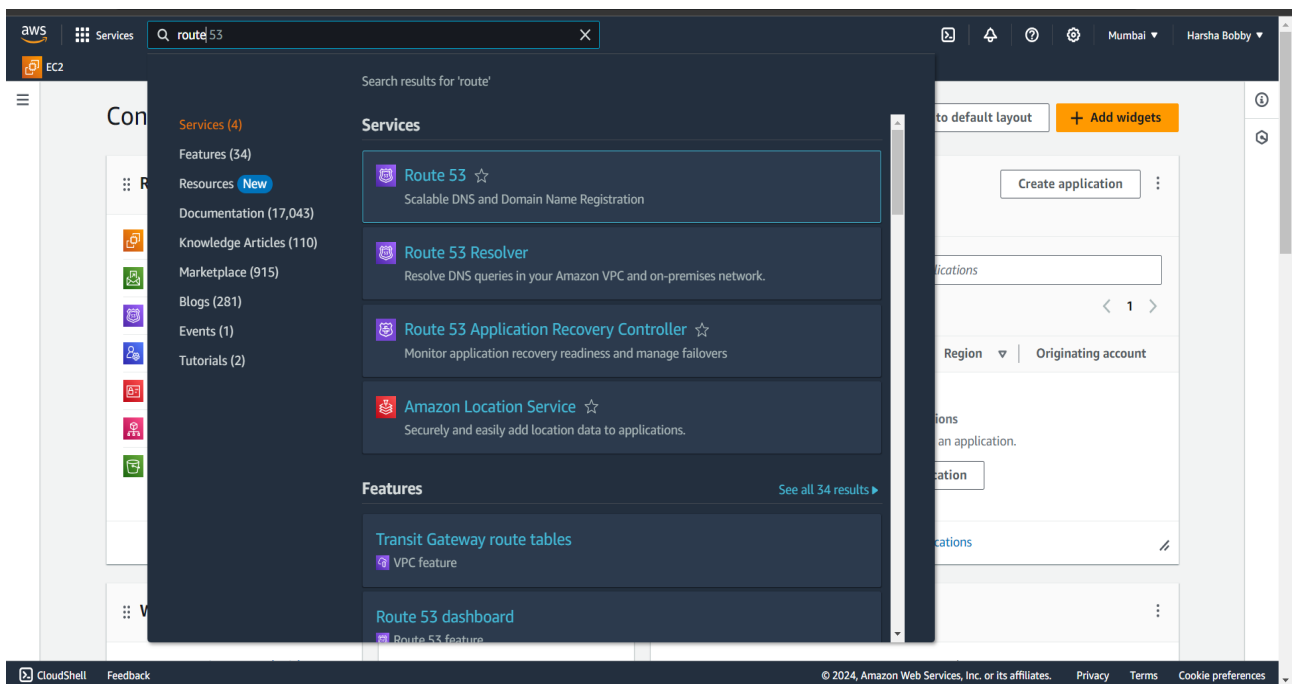 aws
Services
route 53
Mumbai ▼
Harsha Bobby ▼
EC2
Search results for 'route'
Services (4)
Features (34)
Resources New
Documentation (17,043)
Knowledge Articles (110)
Marketplace (915)
Blogs (281)
Events (1)
Tutorials (2)
Services
Route 53
Scalable DNS and Domain Name Registration
Route 53 Resolver
Resolve DNS queries in your Amazon VPC and on-premises network.
Route 53 Application Recovery Controller
Monitor application recovery readiness and manage failovers
Amazon Location Service
Securely and easily add location data to applications.
Features
See all 34 results
Transit Gateway route tables
VPC feature
Route 53 dashboard
Route 53 feature
Con
to default layout
+ Add widgets
R
Create application
lications
1
Region
Originating account
ions
an application.
cation
cations
W
CloudShell
Feedback
© 2024, Amazon Web Services, Inc. or its affiliates.
Privacy
Terms
Cookie preferences